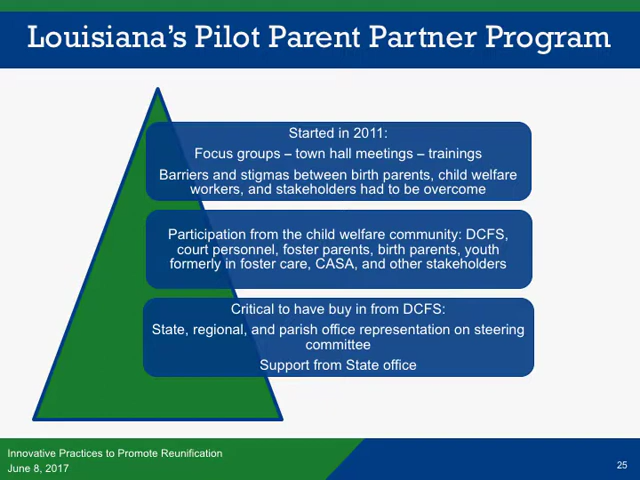 Louisiana’s Pilot Parent Partner Program
Started in 2011:
Focus groups – town hall meetings – trainings
Barriers and stigmas between birth parents, child welfare
workers, and stakeholders had to be overcome
Participation from the child welfare community: DCFS,
court personnel, foster parents, birth parents, youth
formerly in foster care, CASA, and other stakeholders
Critical to have buy in from DCFS:
State, regional, and parish office representation on steering
committee
Support from State office
Innovative Practices to Promote Reunification
June 8, 2017
25